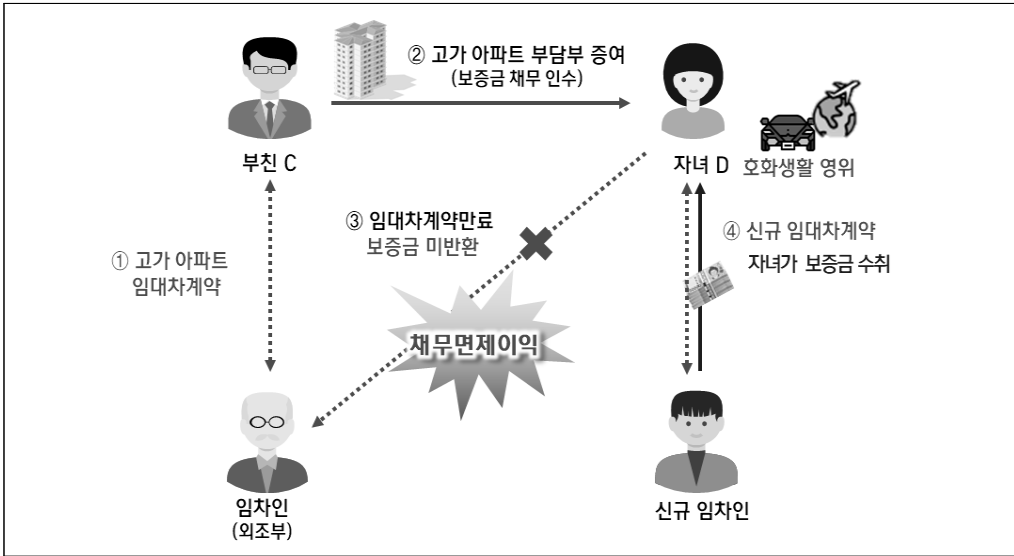 ② 고가 아파트 부담부 증여
(보증금 채무 인수)
부친 C
자녀 D
호화생활 영위
③ 임대차계약만료
보증금 미반환
④ 신규 임대차계약
자녀가 보증금 수취
① 고가 아파트
임대차계약
채무면제이익
임차인
(외조부)
신규 임차인